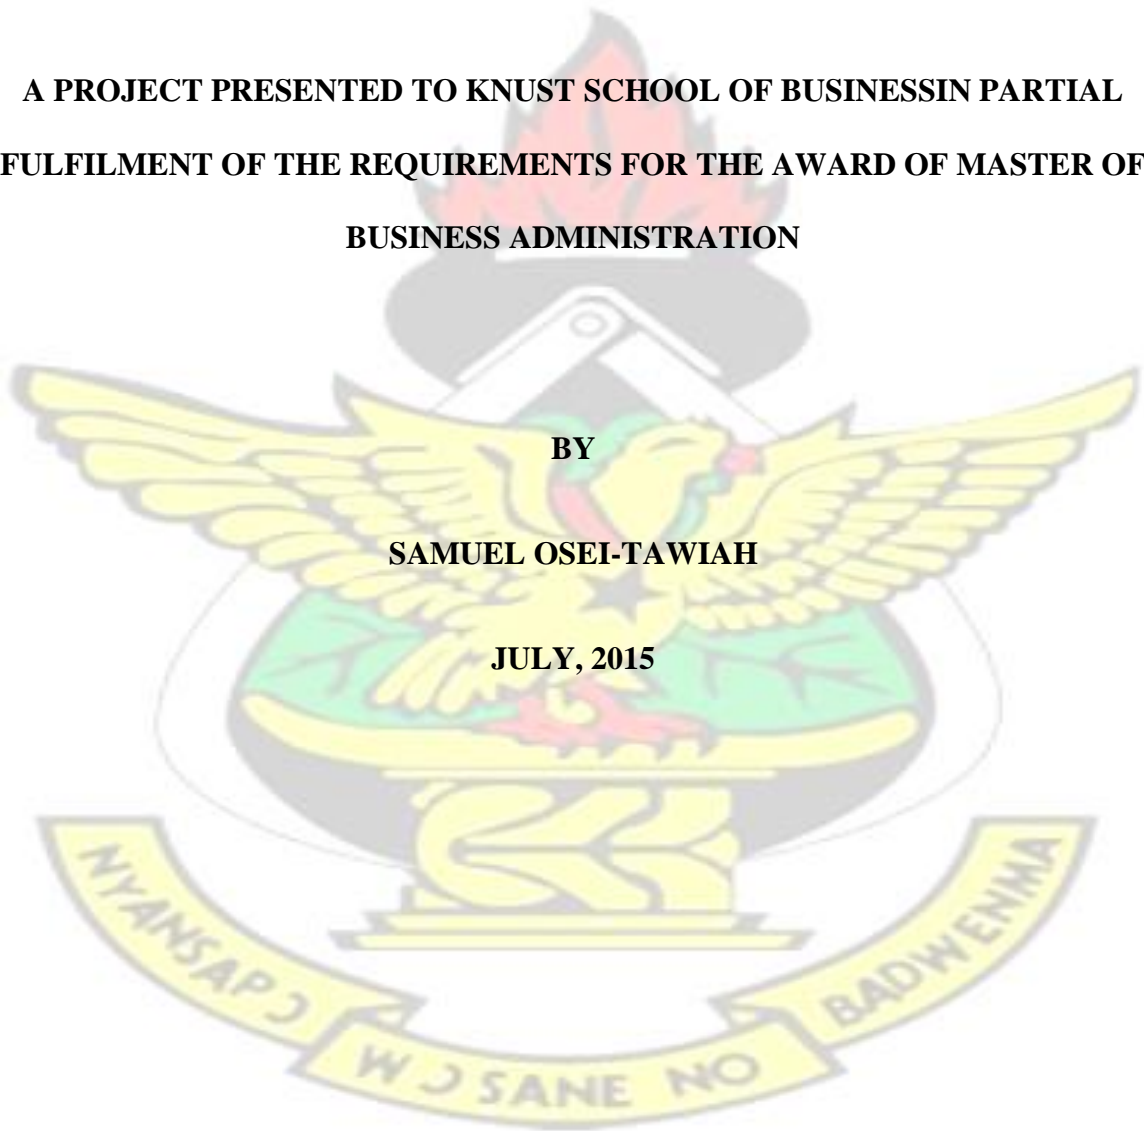 A PROJECT PRESENTED TO KNUST SCHOOL OF BUSINESSIN PARTIAL
FULFILMENT OF THE REQUIREMENTS FOR THE AWARD OF MASTER OF
BUSINESS ADMINISTRATION
BY
SAMUEL OSEI-TAWIAH
JULY, 2015
NYANSAPƆ
WƆSANE NO
BADWENMA